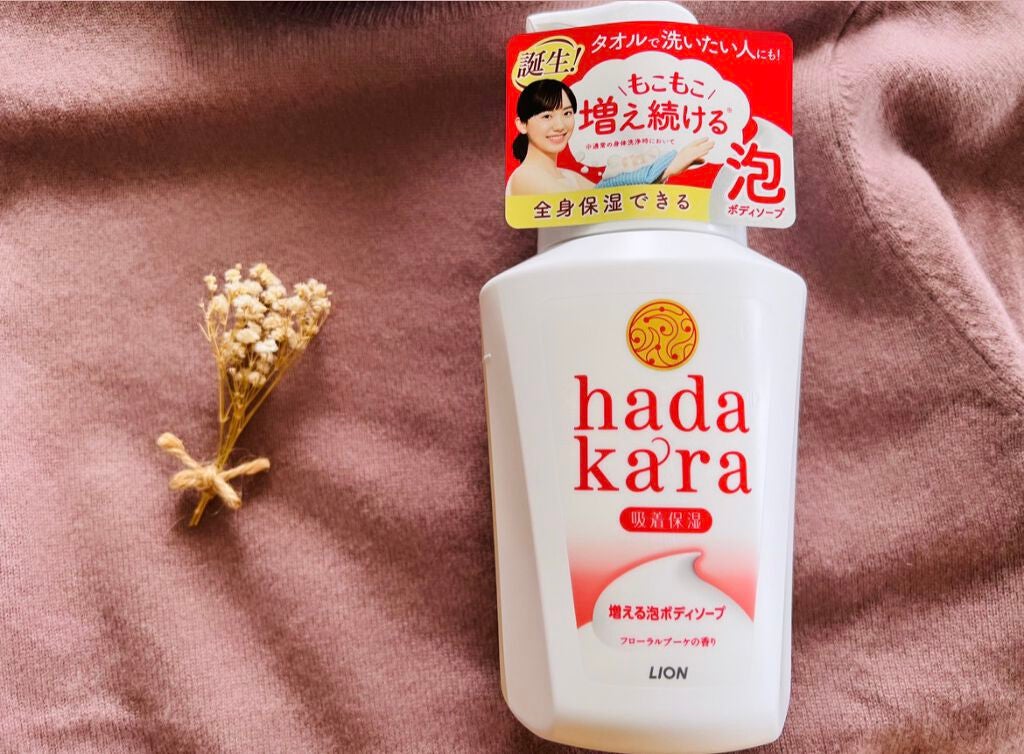 誕生!
タオルで洗いたい人にも!
\もこもこ/
増え続ける※
※通常の身体洗浄時において
泡
ボディソープ
全身保湿できる
hada
kara
吸着保湿
増える泡ボディソープ
フローラルブーケの香り
LION